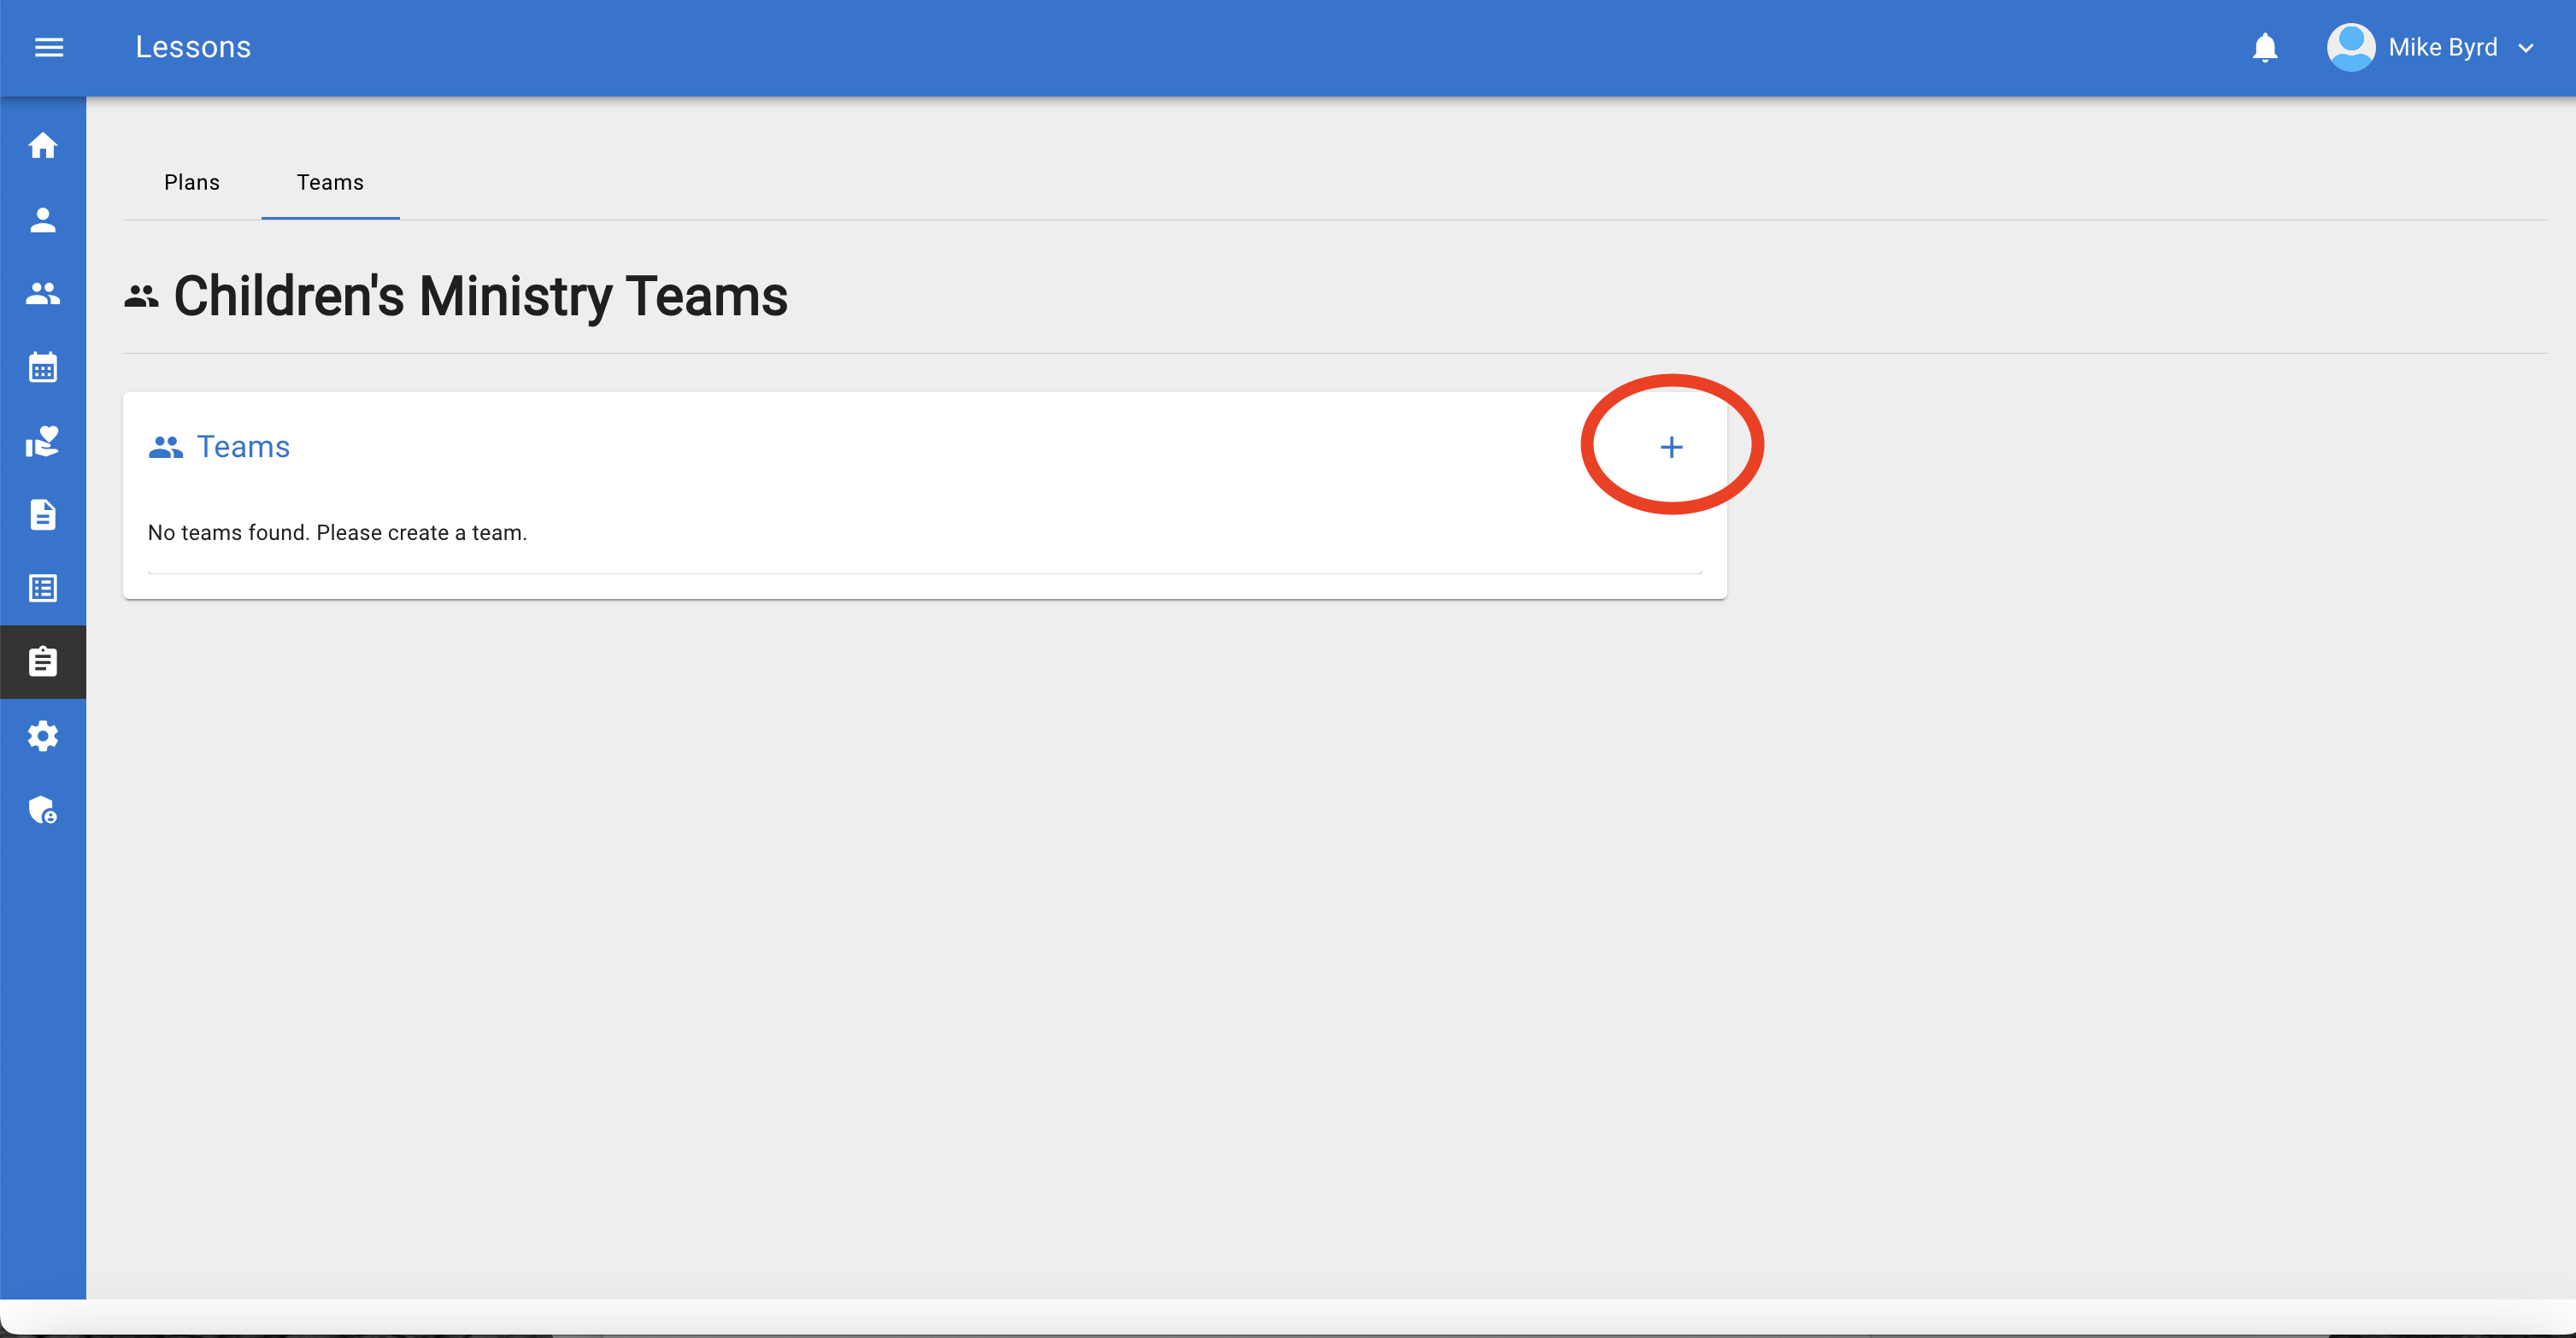 Lessons
Mike Byrd
Plans
Teams
Children's Ministry Teams
Teams
No teams found. Please create a team.